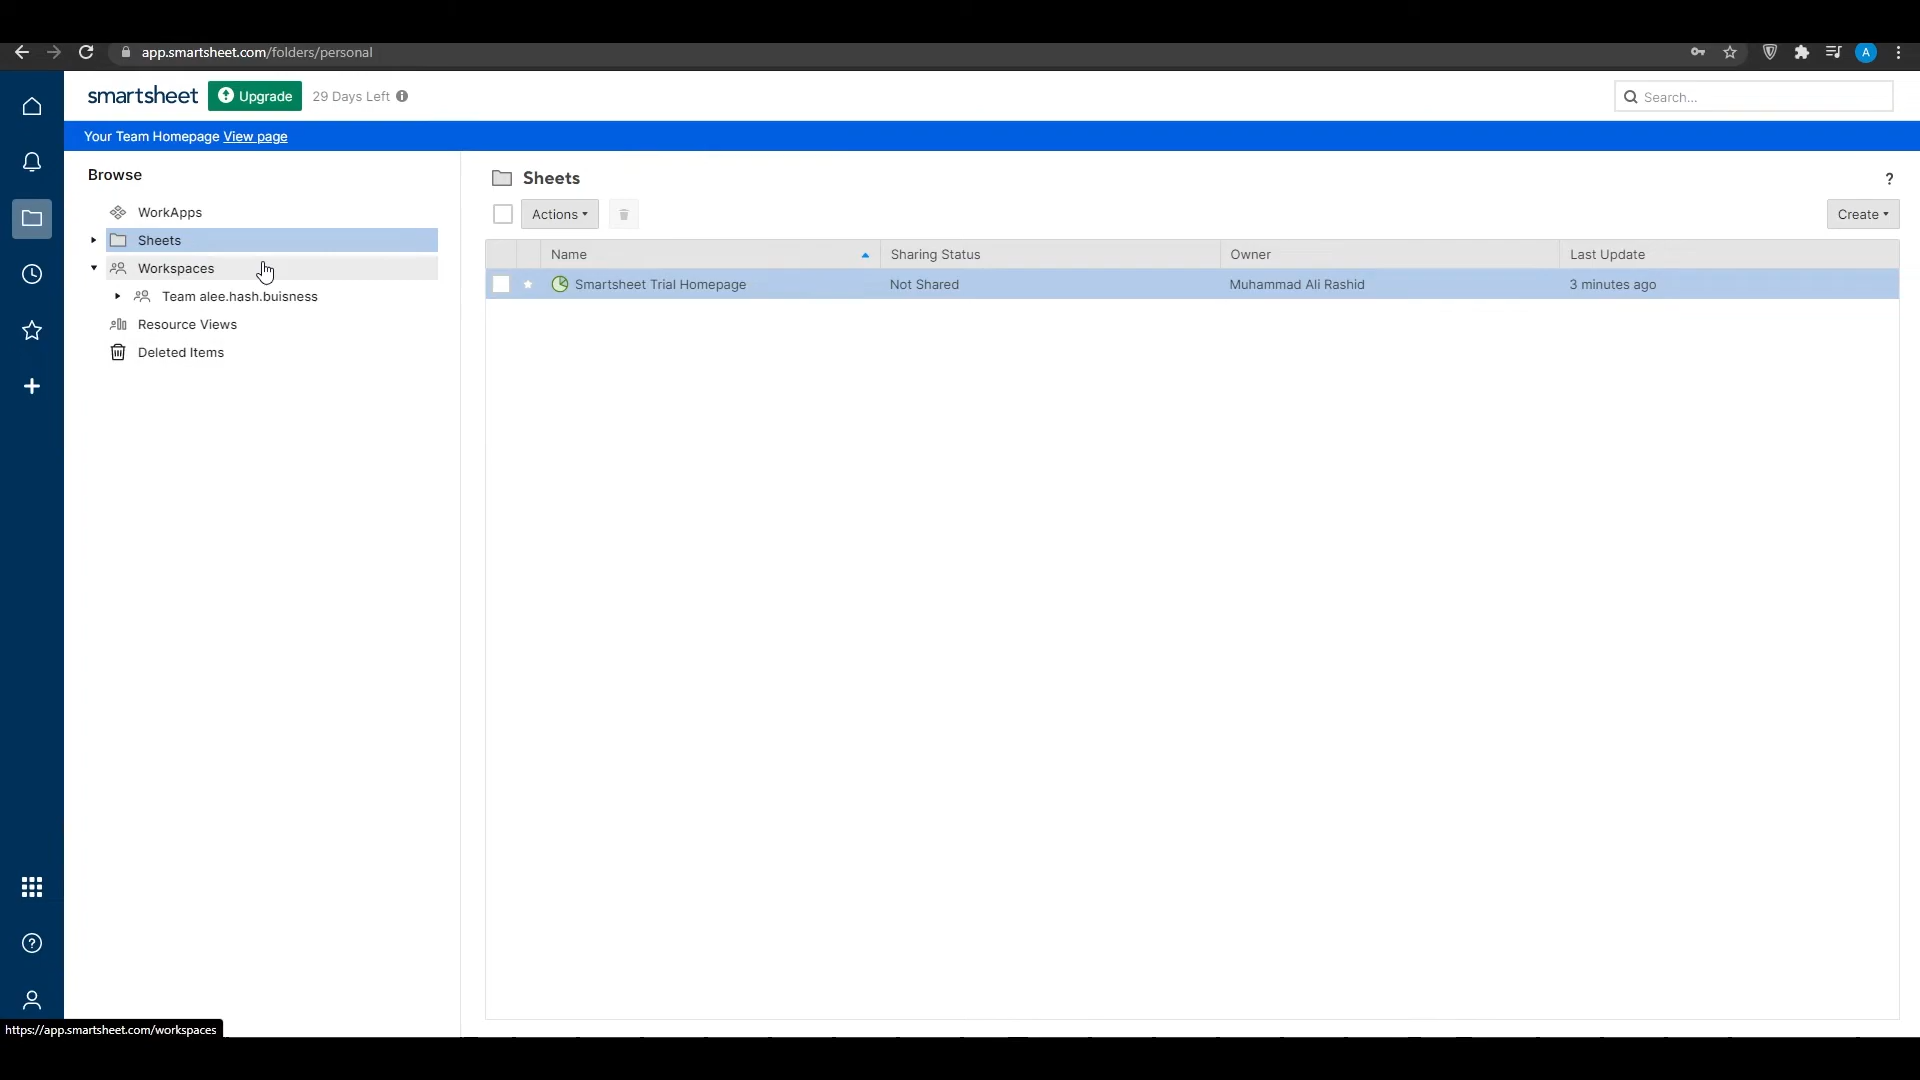 app.smartsheet.com/folders/personal
A
smartsheet
Upgrade
29 Days Left
Search...
Your Team Homepage View page
Browse
WorkApps
Sheets
Workspaces
Team alee.hash.buisness
Resource Views
Deleted Items
Sheets
?
Actions
Create
Name Sharing Status Owner Last Update
Smartsheet Trial Homepage Not Shared Muhammad Ali Rashid 3 minutes ago
https://app.smartsheet.com/workspaces